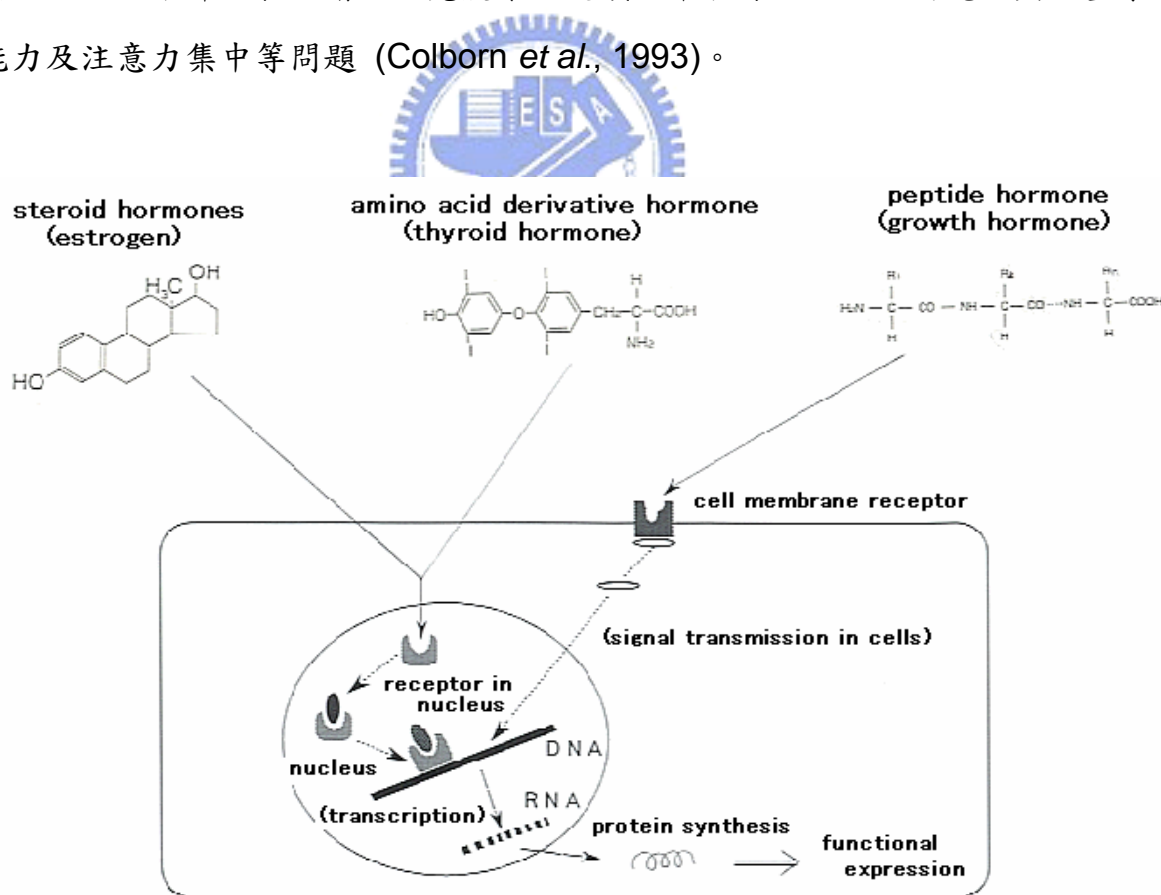 能力及注意力集中等問題 (Colborn et al., 1993)。
E S A
steroid hormones
(estrogen)
amino acid derivative hormone
(thyroid hormone)
peptide hormone
(growth hormone)
OH
H₃C
HO
I I
HO O CH₂ C COOH
H
NH₂
I I
R₁ R₂ Rn
H₂N C CO NH C CO NH C COOH
H H H
cell membrane receptor
(signal transmission in cells)
receptor in
nucleus
nucleus
DNA
(transcription)
RNA
protein synthesis
functional
expression